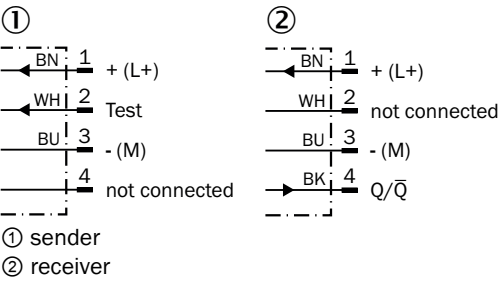 ① ②
BN 1 + (L+) BN 1 + (L+)
WH 2 Test WH 2 not connected
BU 3 - (M) BU 3 - (M)
4 not connected BK 4 Q/Q̅
① sender
② receiver